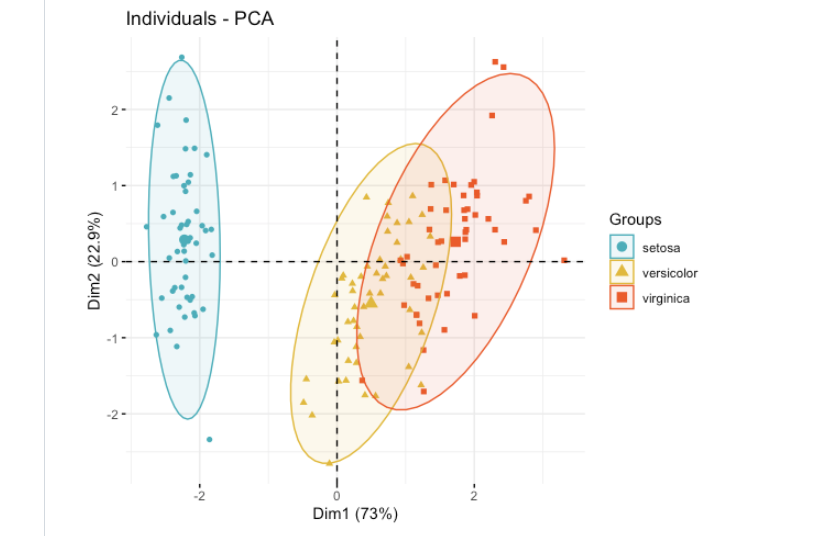 Individuals - PCA
2
1
0
-1
-2
Dim2 (22.9%)
-2
0
2
Dim1 (73%)
Groups
setosa
versicolor
virginica